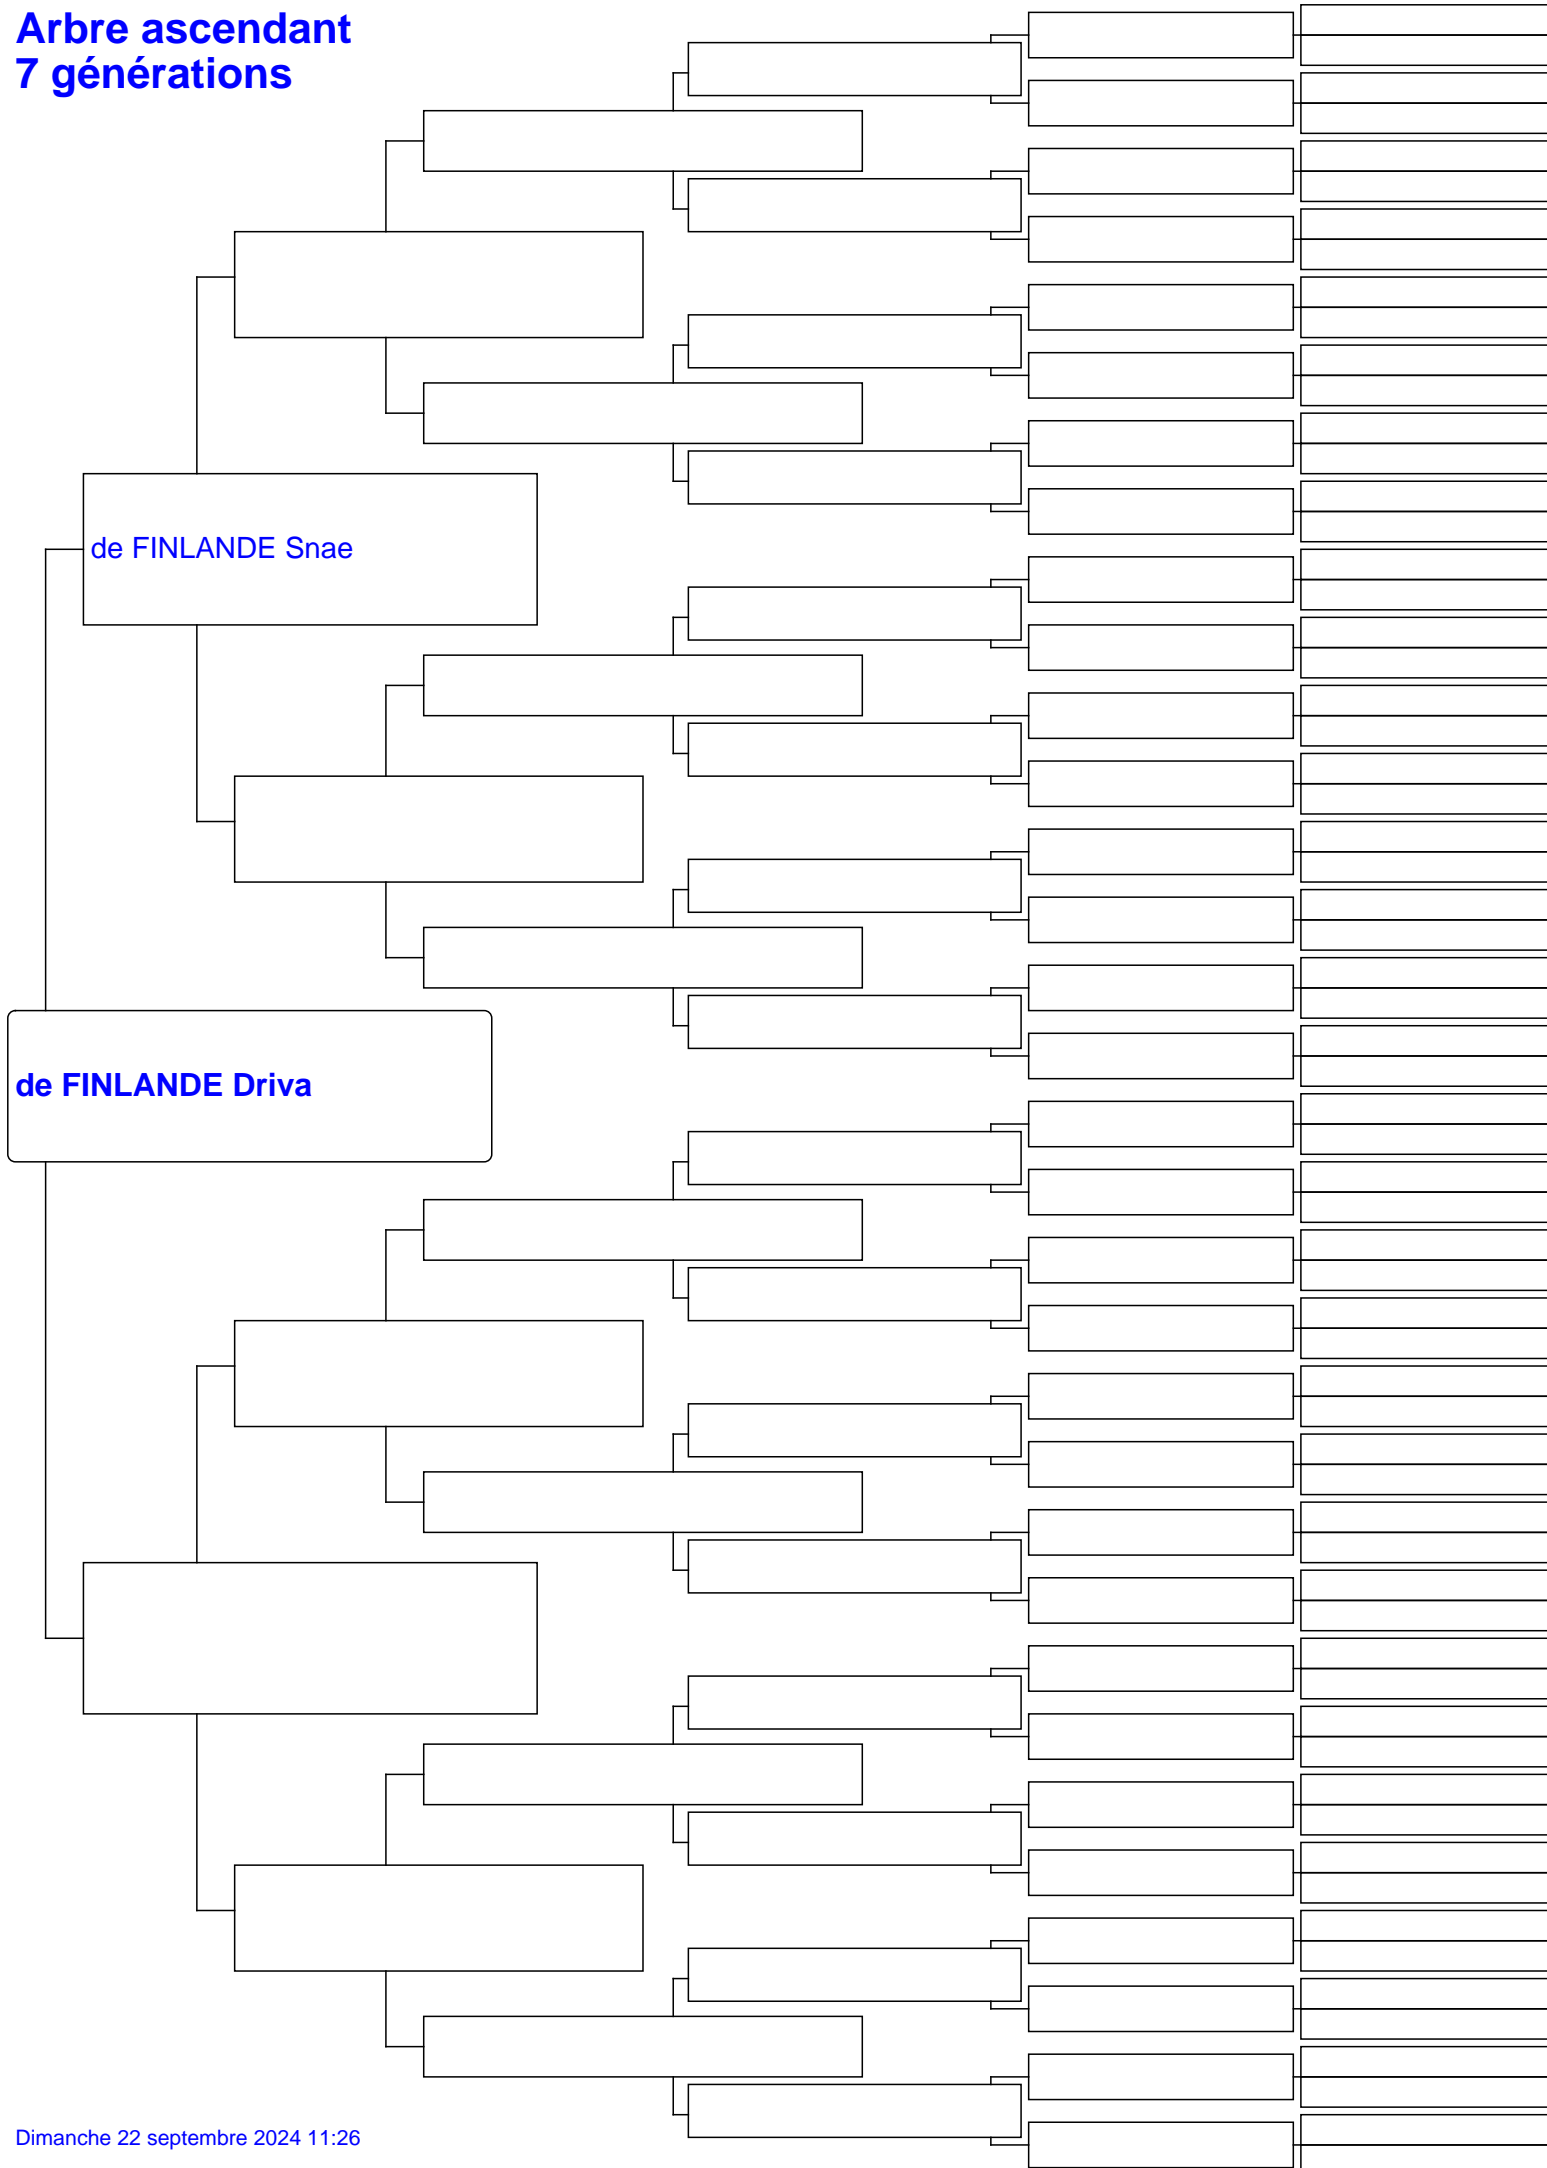 Arbre ascendant
7 générations
de FINLANDE Snae
de FINLANDE Driva
Dimanche 22 septembre 2024 11:26